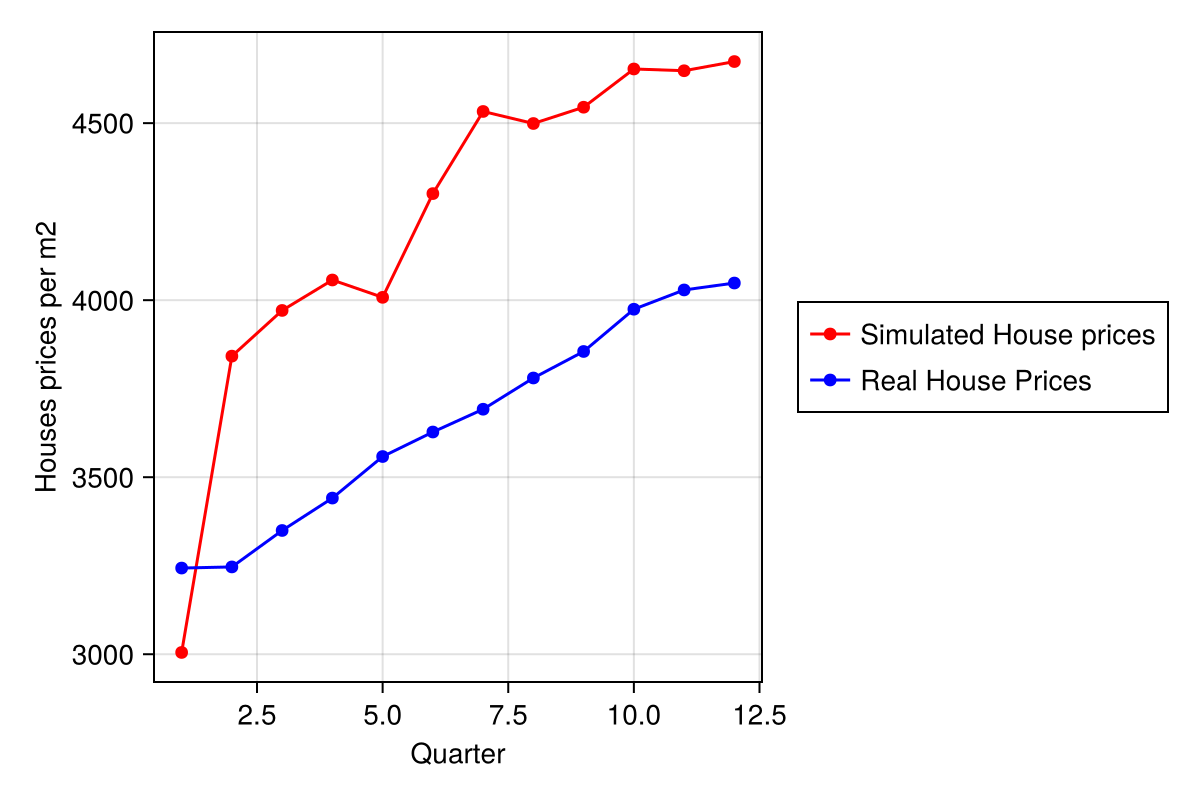 4500
4000
3500
3000
Houses prices per m2
2.5 5.0 7.5 10.0 12.5
Quarter
Simulated House prices
Real House Prices